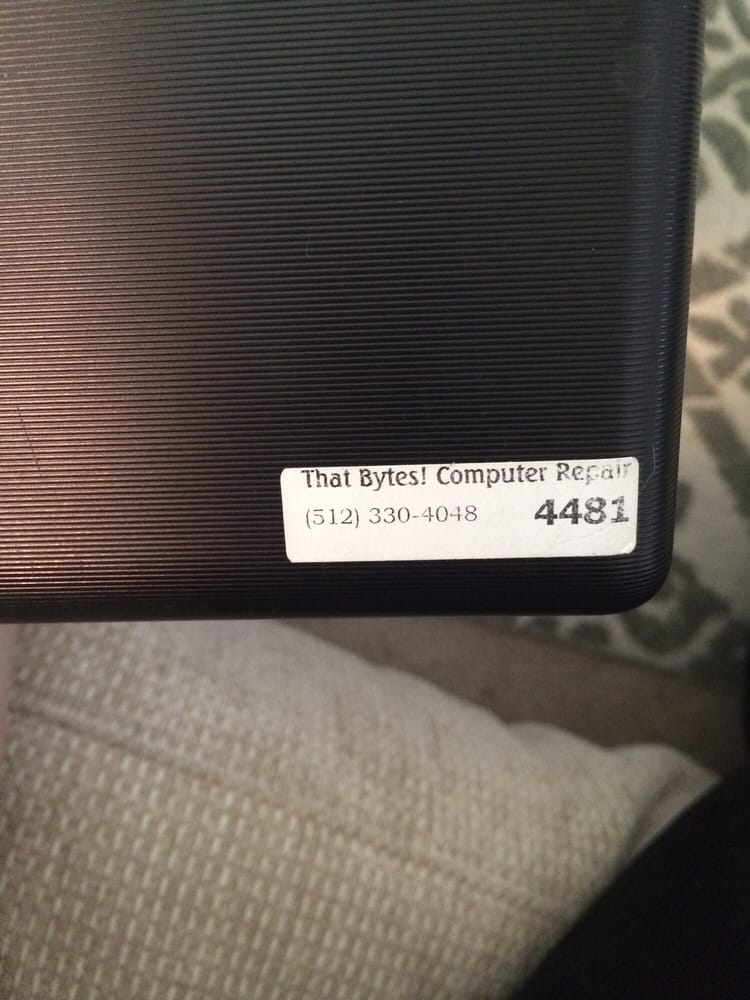 That Bytes! Computer Repair
(512) 330-4048 4481